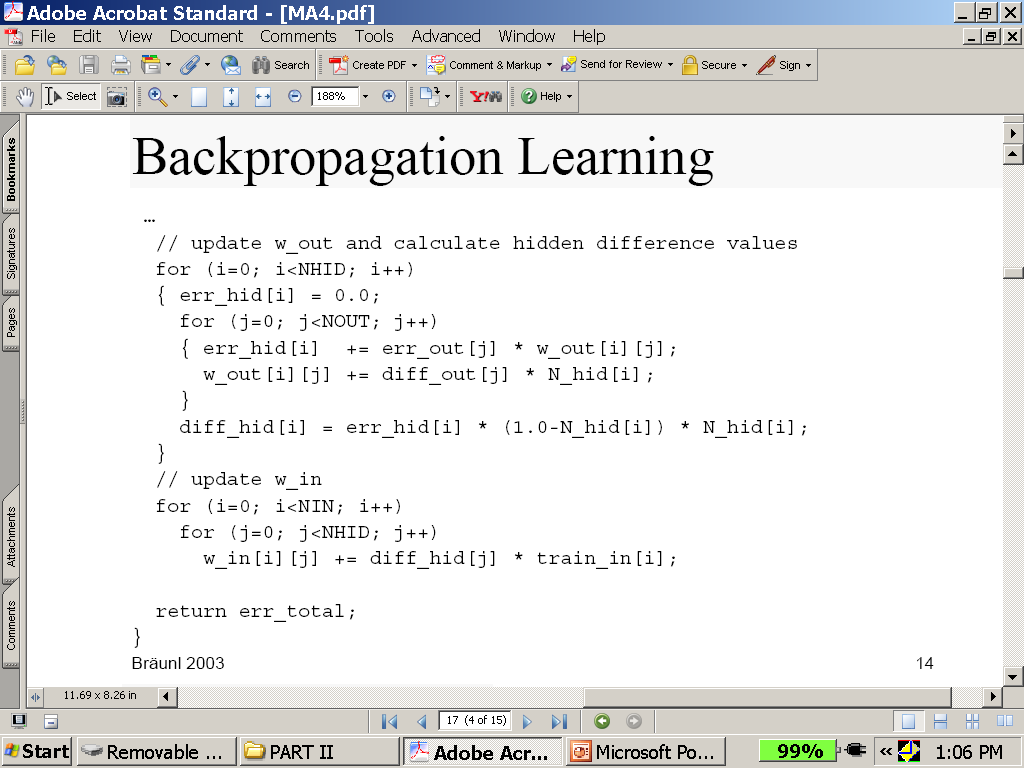 Adobe Acrobat Standard - [MA4.pdf]
File Edit View Document Comments Tools Advanced Window Help
Search Create PDF Comment & Markup Send for Review Secure Sign
Select 188% Y! Help
Bookmarks
Signatures
Pages
Attachments
Comments
Backpropagation Learning
…
// update w_out and calculate hidden difference values
for (i=0; i<NHID; i++)
{ err_hid[i] = 0.0;
for (j=0; j<NOUT; j++)
{ err_hid[i] += err_out[j] * w_out[i][j];
w_out[i][j] += diff_out[j] * N_hid[i];
}
diff_hid[i] = err_hid[i] * (1.0-N_hid[i]) * N_hid[i];
}
// update w_in
for (i=0; i<NIN; i++)
for (j=0; j<NHID; j++)
w_in[i][j] += diff_hid[j] * train_in[i];
return err_total;
}
Bräunl 2003 14
11.69 x 8.26 in
17 (4 of 15)
Start Removable ... PART II Adobe Acr... Microsoft Po... 99% « 1:06 PM